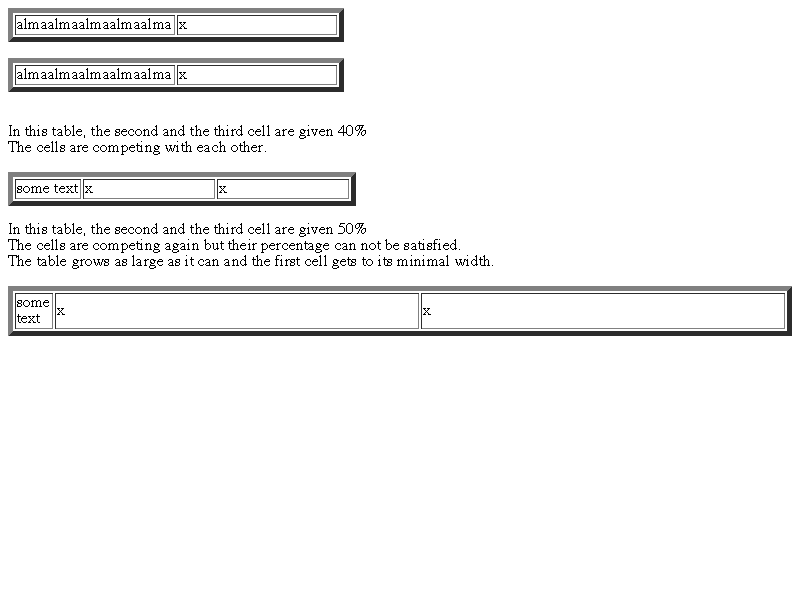 almaalmaalmaalmaalma x
almaalmaalmaalmaalma x
In this table, the second and the third cell are given 40%
The cells are competing with each other.
some text x x
In this table, the second and the third cell are given 50%
The cells are competing again but their percentage can not be satisfied.
The table grows as large as it can and the first cell gets to its minimal width.
some
text x x